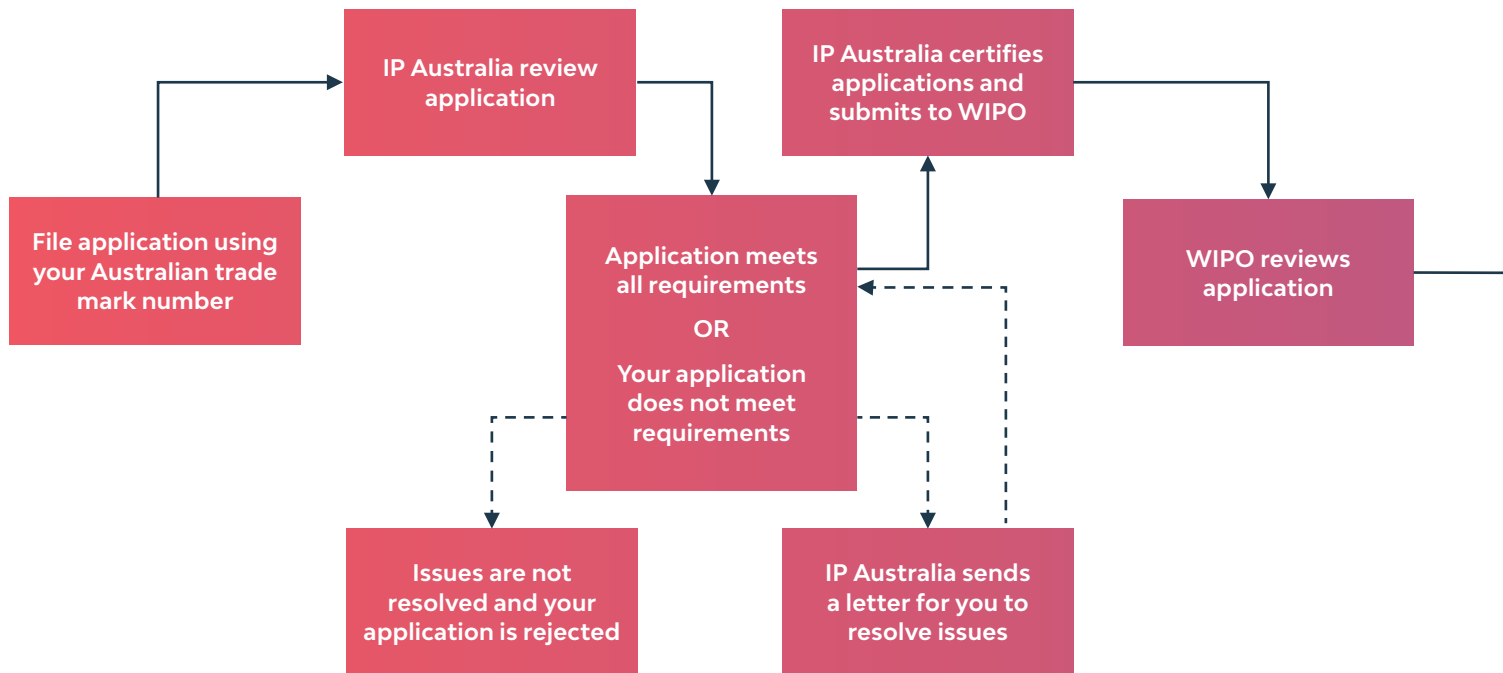 File application using
your Australian trade
mark number
IP Australia review
application
Application meets
all requirements
OR
Your application
does not meet
requirements
Issues are not
resolved and your
application is rejected
IP Australia sends
a letter for you to
resolve issues
IP Australia certifies
applications and
submits to WIPO
WIPO reviews
application